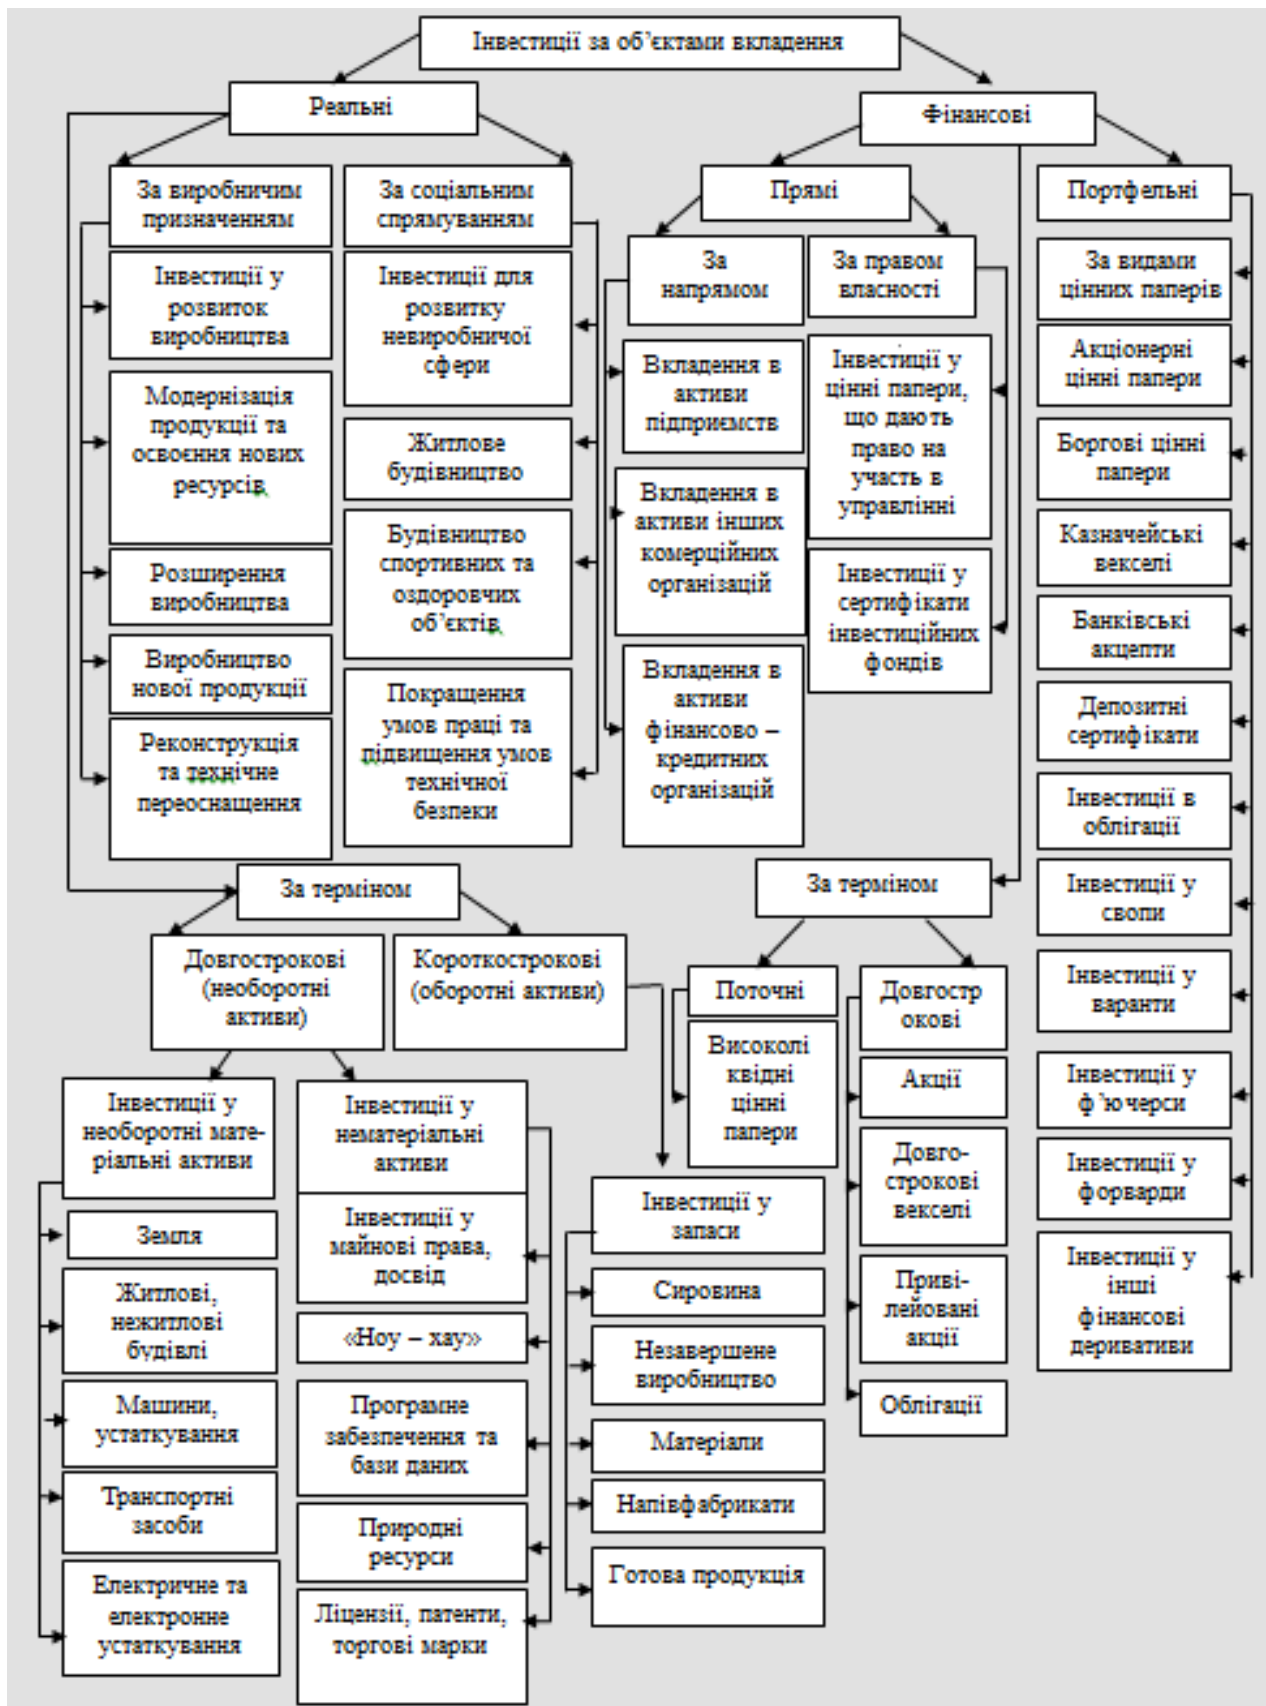 Інвестиції за об’єктами вкладення
Реальні
Фінансові
За виробничим
призначенням
За соціальним
спрямуванням
Прямі
Портфельні
Інвестиції у
розвиток
виробництва
Модернізація
продукції та
освоєння нових
ресурсів
Розширення
виробництва
Виробництво
нової продукції
Реконструкція
та технічне
переоснащення
Інвестиції для
розвитку
невиробничої
сфери
Житлове
будівництво
Будівництво
спортивних та
оздоровчих
об’єктів
Покращення
умов праці та
підвищення умов
технічної
безпеки
За
напрямом
Вкладення в
активи
підприємств
Вкладення в
активи інших
комерційних
організацій
Вкладення в
активи
фінансово –
кредитних
організацій
За правом
власності
Інвестиції у
цінні папери,
що дають
право на
участь в
управлінні
Інвестиції у
сертифікати
інвестиційних
фондів
За видами
цінних паперів
Акціонерні
цінні папери
Боргові цінні
папери
Казначейські
векселі
Банківські
акцепти
Депозитні
сертифікати
Інвестиції в
облігації
Інвестиції у
свопи
Інвестиції у
варанти
Інвестиції у
ф’ючерси
Інвестиції у
форварди
Інвестиції у
інші
фінансові
деривативи
За терміном
Довгострокові
(необоротні
активи)
Короткострокові
(оборотні активи)
Інвестиції у
необоротні мате-
ріальні активи
Земля
Житлові,
нежитлові
будівлі
Машини,
устаткування
Транспортні
засоби
Електричне та
електронне
устаткування
Інвестиції у
нематеріальні
активи
Інвестиції у
майнові права,
досвід
«Ноу – хау»
Програмне
забезпечення та
бази даних
Природні
ресурси
Ліцензії, патенти,
торгові марки
Інвестиції у
запаси
Сировина
Незавершене
виробництво
Матеріали
Напівфабрикати
Готова продукція
За терміном
Поточні
Високолі
квідні
цінні
папери
Довгостр
окові
Акції
Довго-
строкові
векселі
Приві-
лейовані
акції
Облігації